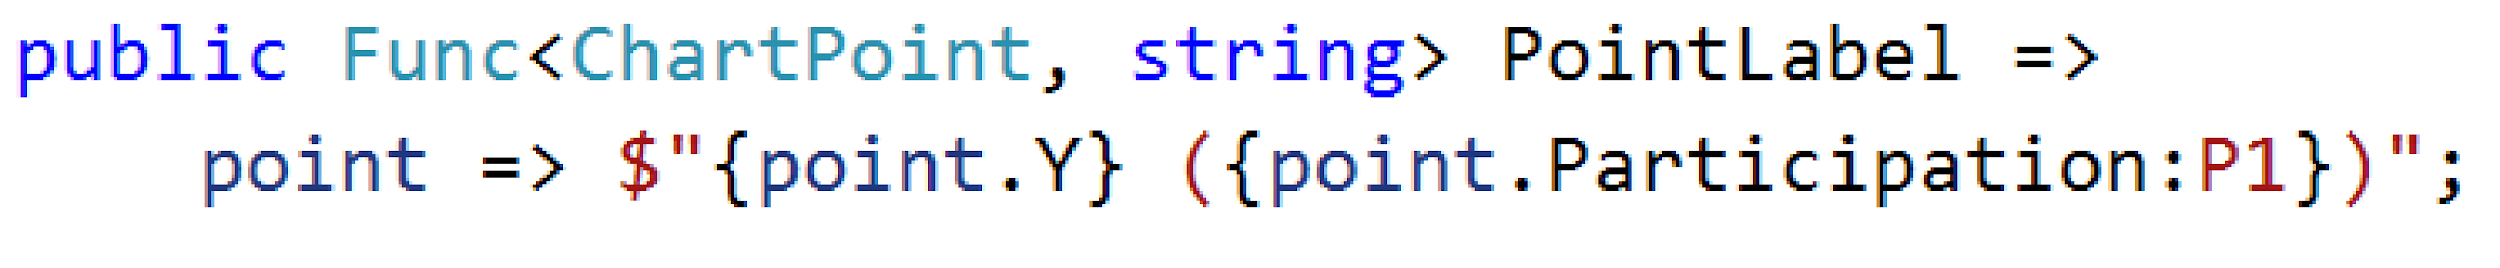 public Func<ChartPoint, string> PointLabel =>
    point => $"{point.Y} ({point.Participation:P1})";